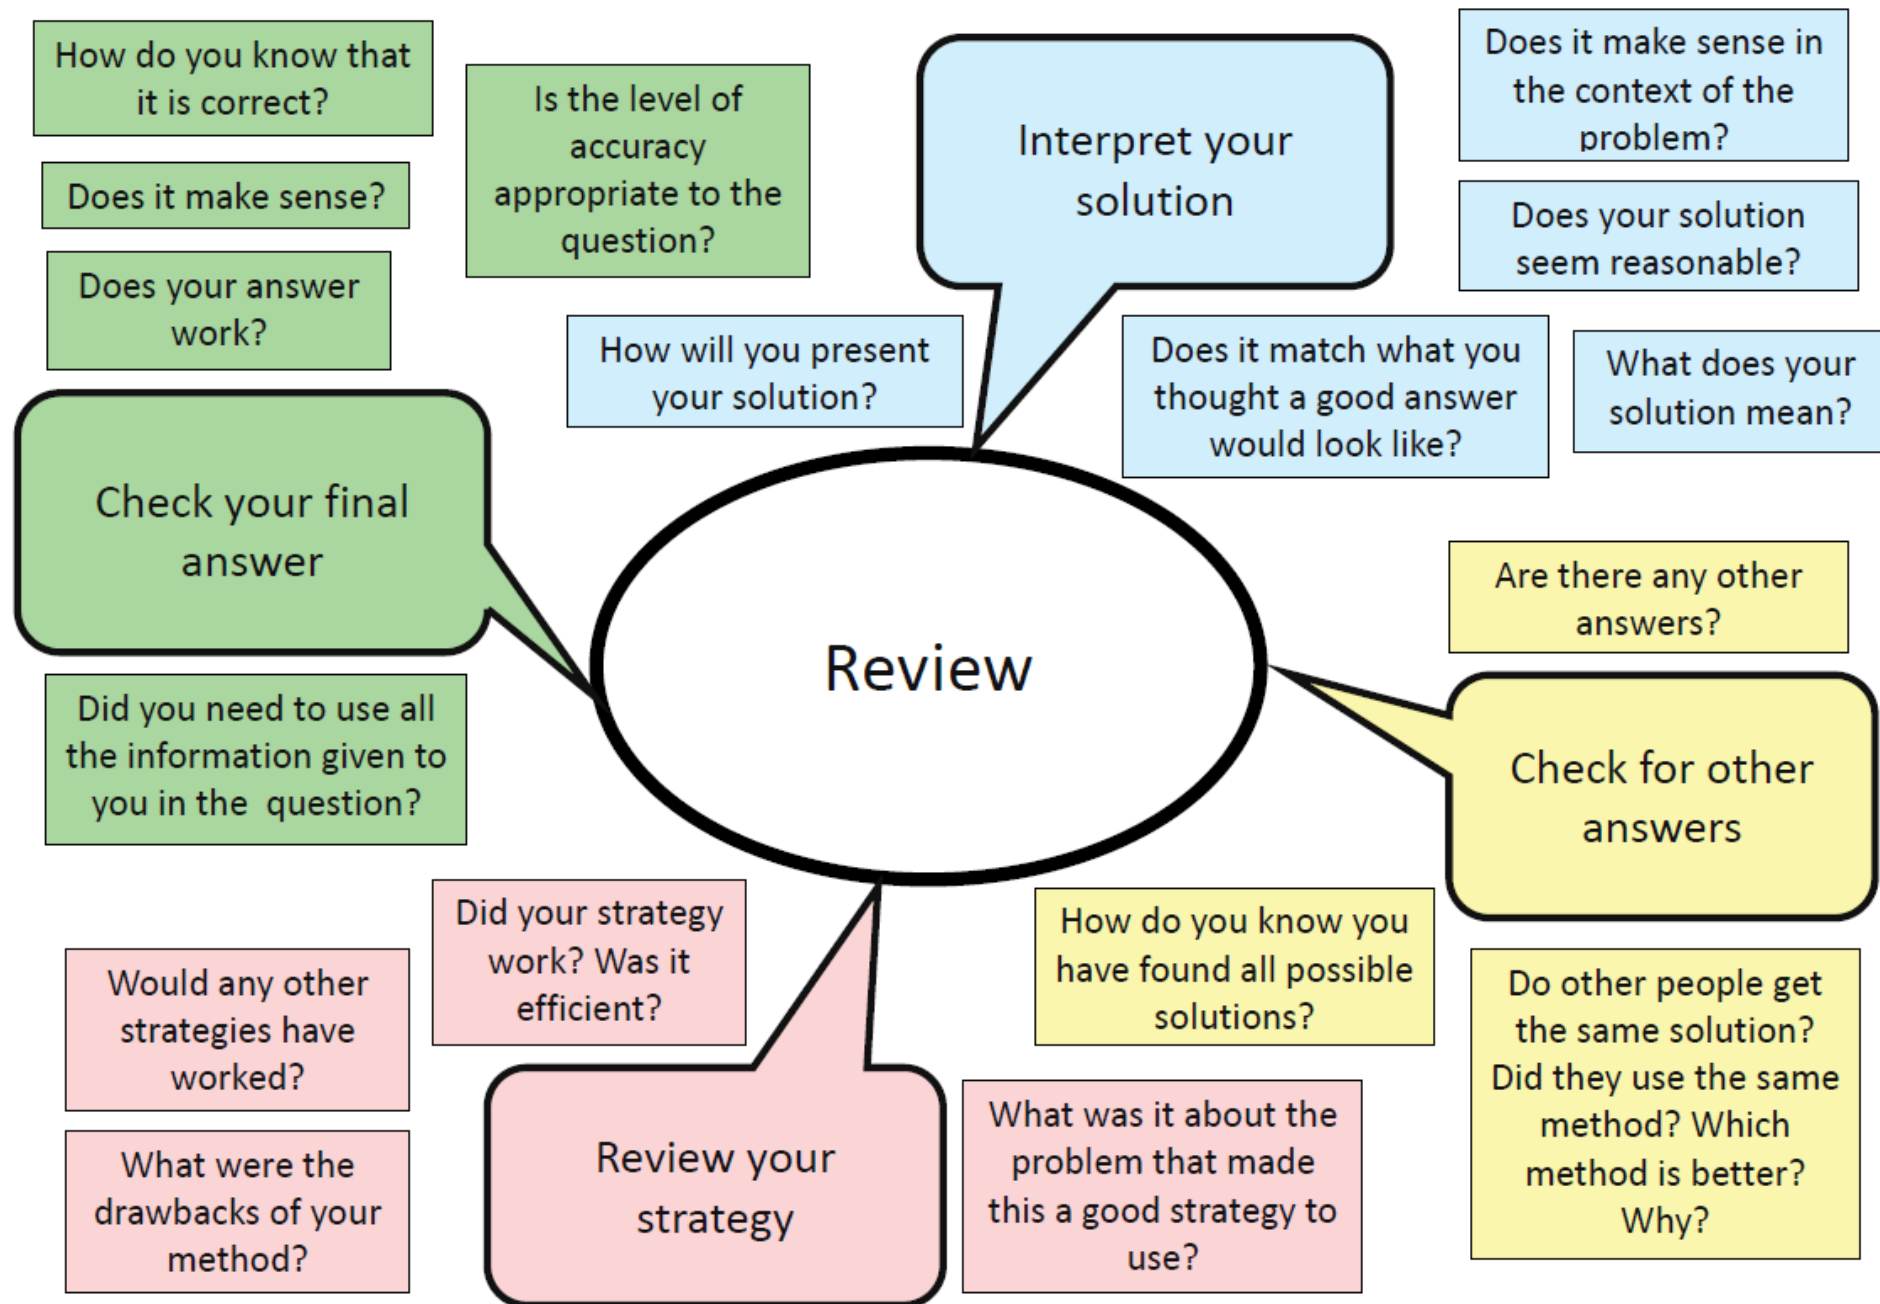 How do you know that
it is correct?
Does it make sense?
Does your answer
work?
Is the level of
accuracy
appropriate to the
question?
Check your final
answer
Did you need to use all
the information given to
you in the  question?
Interpret your
solution
How will you present
your solution?
Does it match what you
thought a good answer
would look like?
Does it make sense in
the context of the
problem?
Does your solution
seem reasonable?
What does your
solution mean?
Review
Are there any other
answers?
Check for other
answers
How do you know you
have found all possible
solutions?
Do other people get
the same solution?
Did they use the same
method? Which
method is better?
Why?
Did your strategy
work? Was it
efficient?
Would any other
strategies have
worked?
What were the
drawbacks of your
method?
Review your
strategy
What was it about the
problem that made
this a good strategy to
use?